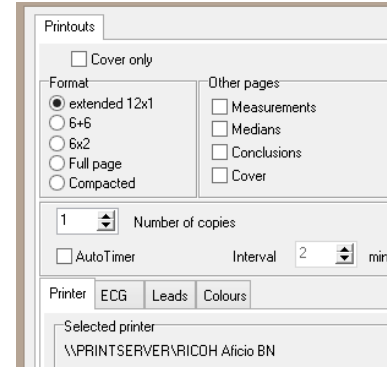 Printouts
Cover only
Format
extended 12x1
6+6
6x2
Full page
Compacted
Other pages
Measurements
Medians
Conclusions
Cover
1 Number of copies
AutoTimer Interval 2 min
Printer ECG Leads Colours
Selected printer
\\PRINTSERVER\RICOH Aficio BN